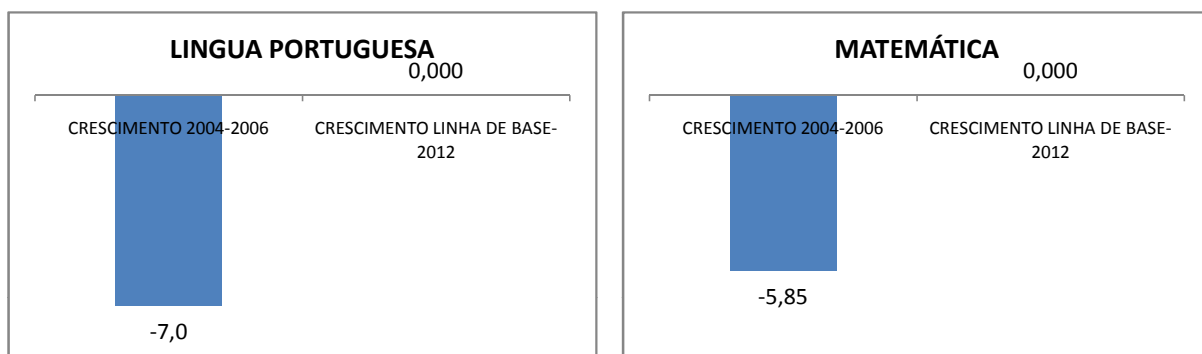 LINGUA PORTUGUESA
0,000
CRESCIMENTO 2004-2006
CRESCIMENTO LINHA DE BASE-
2012
-7,0
MATEMÁTICA
0,000
CRESCIMENTO 2004-2006
CRESCIMENTO LINHA DE BASE-
2012
-5,85